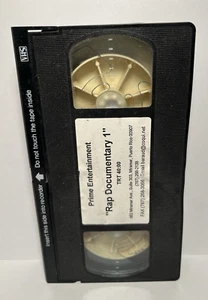 Prime Entertainment
"Rap Documentary 1"
TRT 40:00
VHS
Do not touch the tape inside
Insert this side into recorder